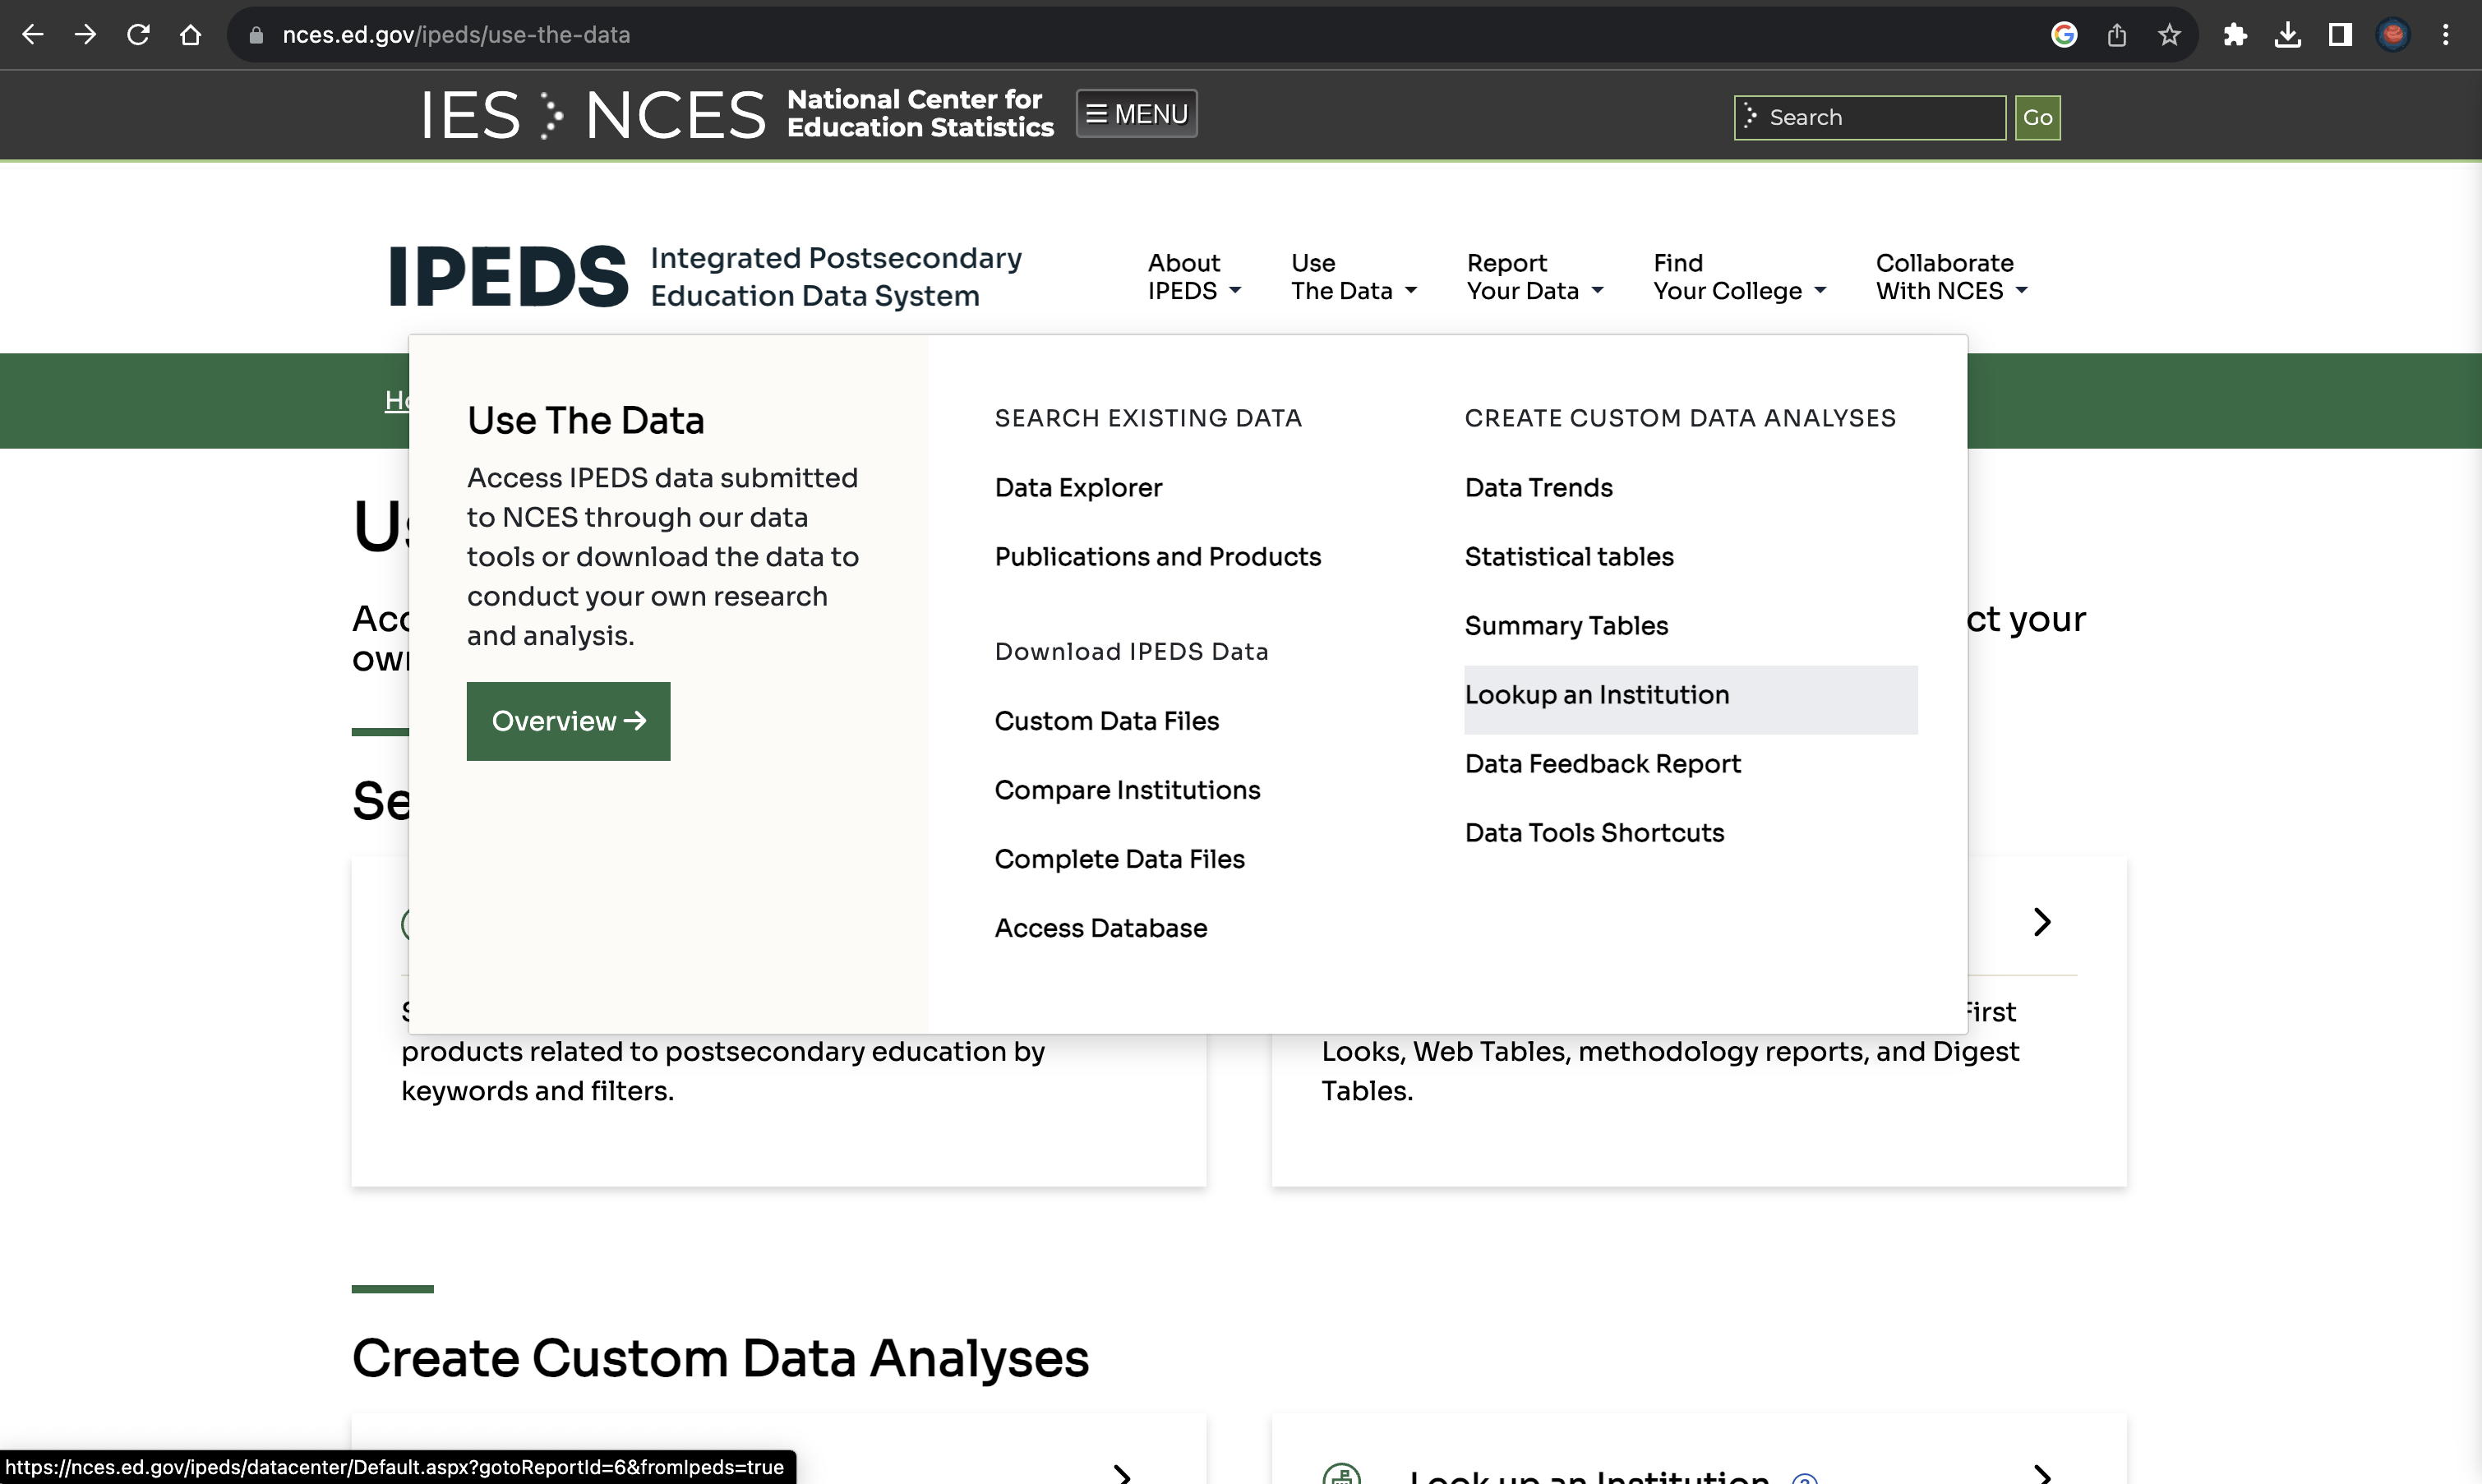 nces.ed.gov/ipeds/use-the-data
IES NCES National Center for
Education Statistics
MENU
Search
Go
IPEDS
Integrated Postsecondary
Education Data System
About
IPEDS
Use
The Data
Report
Your Data
Find
Your College
Collaborate
With NCES
Use The Data
Access IPEDS data submitted
to NCES through our data
tools or download the data to
conduct your own research
and analysis.
Overview
SEARCH EXISTING DATA
Data Explorer
Publications and Products
Download IPEDS Data
Custom Data Files
Compare Institutions
Complete Data Files
Access Database
CREATE CUSTOM DATA ANALYSES
Data Trends
Statistical tables
Summary Tables
Lookup an Institution
Data Feedback Report
Data Tools Shortcuts
ct your
products related to postsecondary education by
keywords and filters.
First
Looks, Web Tables, methodology reports, and Digest
Tables.
Create Custom Data Analyses
Look up an Institution
https://nces.ed.gov/ipeds/datacenter/Default.aspx?gotoReportId=6&fromIpeds=true